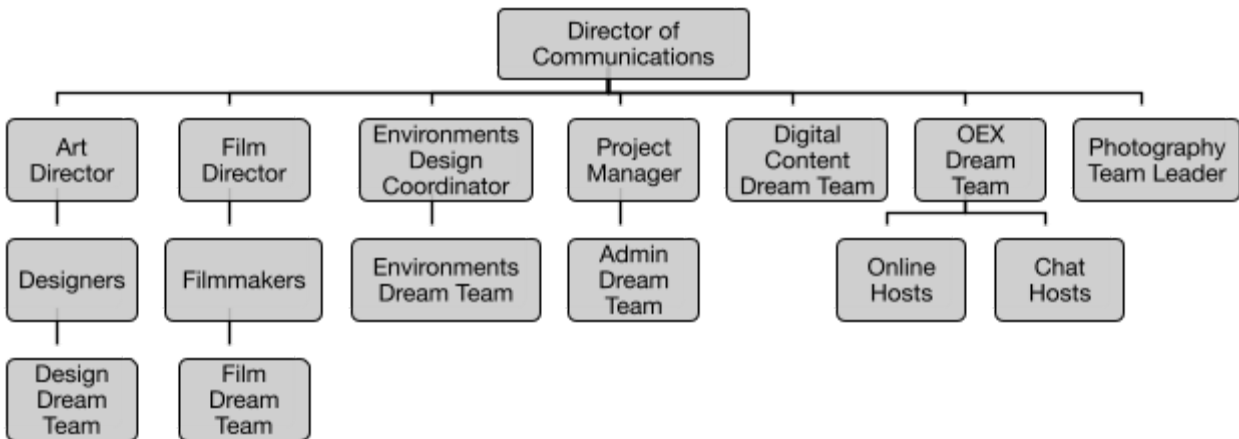 Director of
Communications
Art
Director
Film
Director
Environments
Design
Coordinator
Project
Manager
Digital
Content
Dream Team
OEX
Dream
Team
Photography
Team Leader
Designers
Filmmakers
Environments
Dream Team
Admin
Dream
Team
Online
Hosts
Chat
Hosts
Design
Dream
Team
Film
Dream
Team